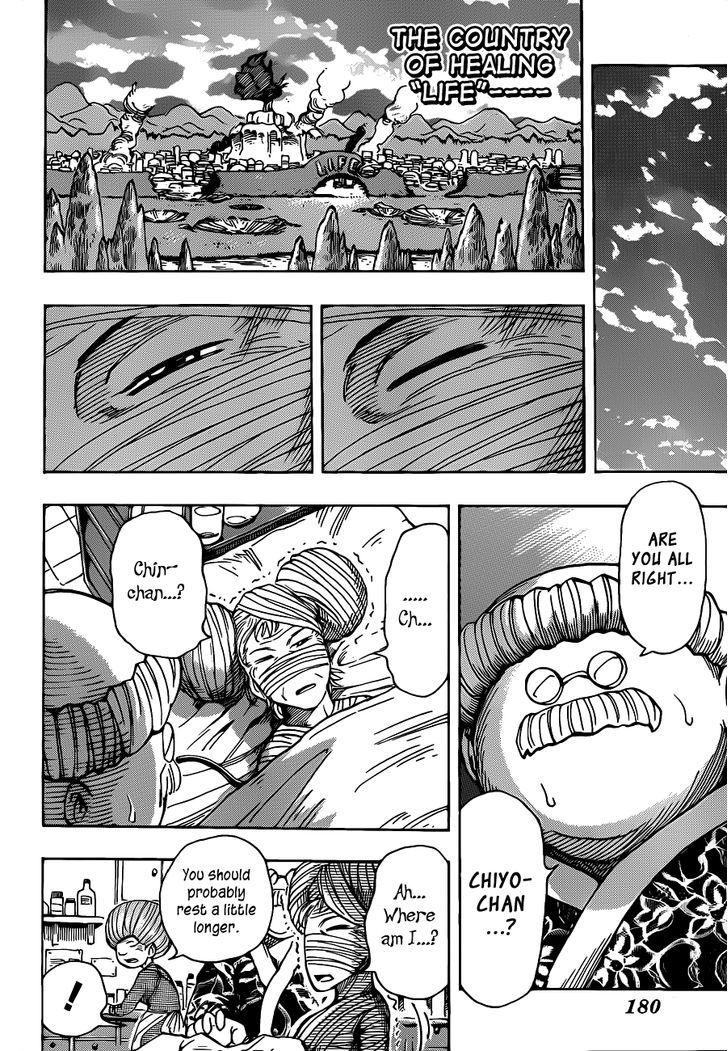 THE COUNTRY
OF HEALING
"LIFE"----
LIFE
ARE
YOU ALL
RIGHT...
CHIYO-
CHAN
...?
......
Ch...
Chin-
chan...?
Ah...
Where
am I...?
You should
probably
rest a little
longer.
!
180